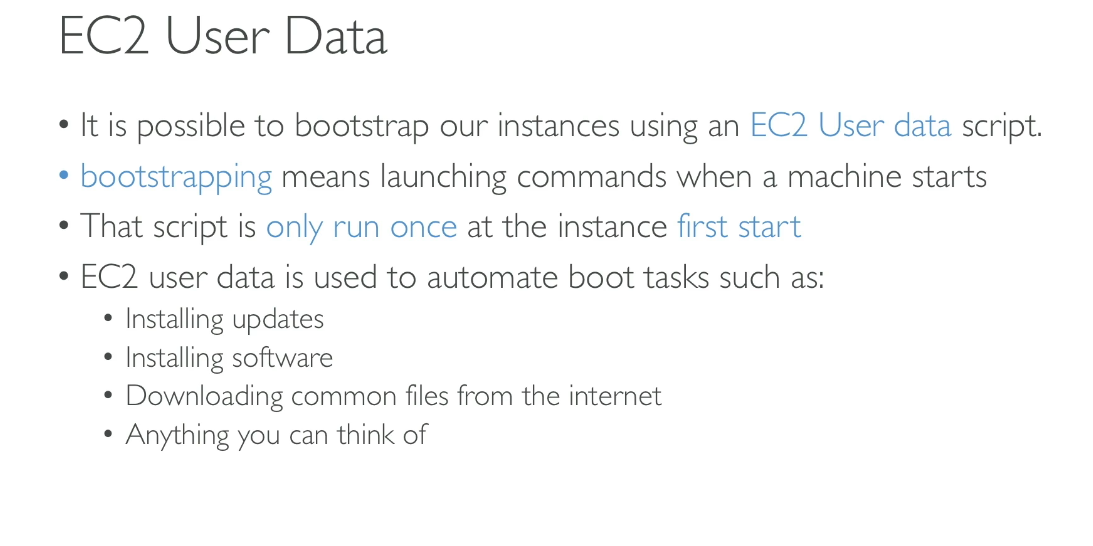 EC2 User Data
• It is possible to bootstrap our instances using an EC2 User data script.
• bootstrapping means launching commands when a machine starts
• That script is only run once at the instance first start
• EC2 user data is used to automate boot tasks such as:
• Installing updates
• Installing software
• Downloading common files from the internet
• Anything you can think of